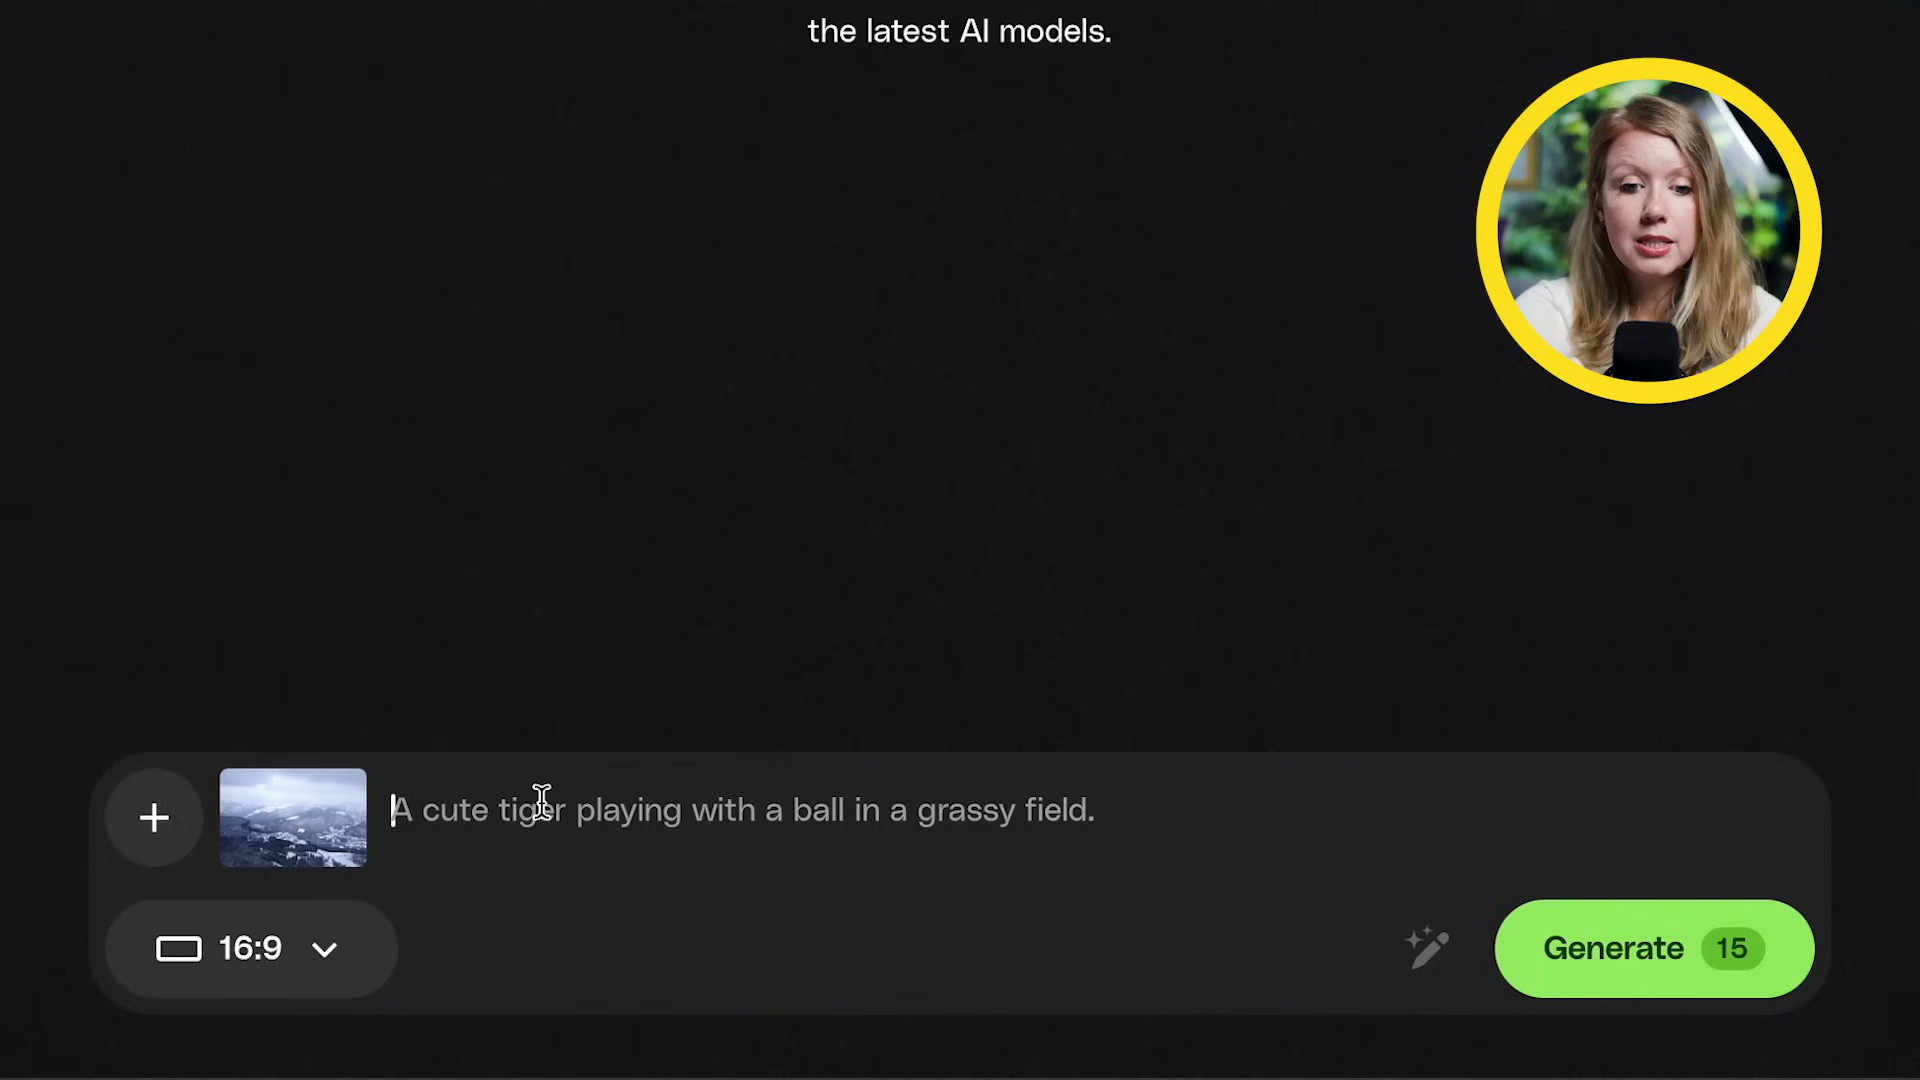 the latest AI models.
A cute tiger playing with a ball in a grassy field.
16:9
Generate 15